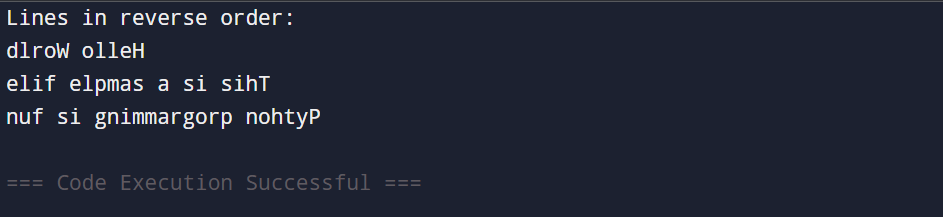 Lines in reverse order:
dlroW olleH
elif elpmas a si sihT
nuf si gnimmargorp nohtyP
=== Code Execution Successful ===